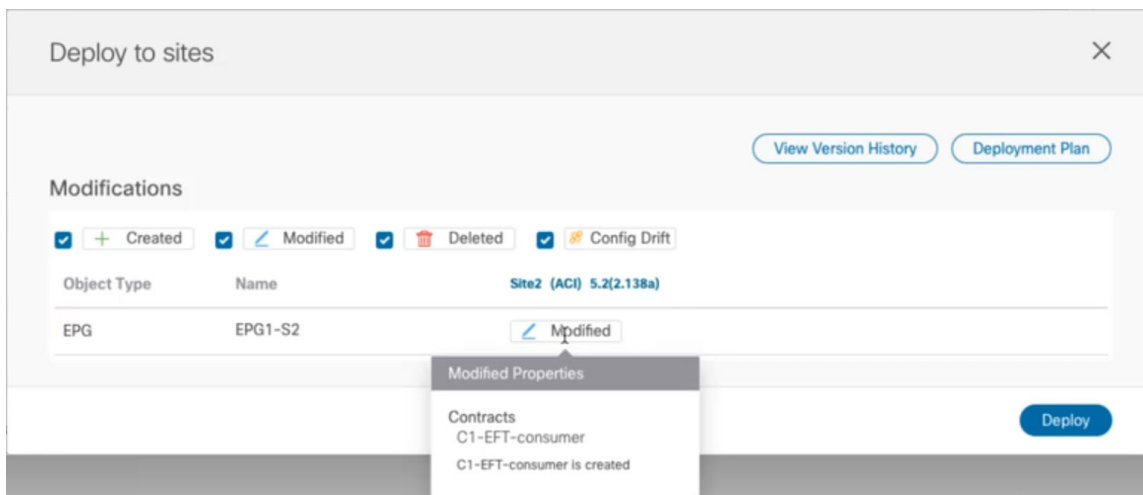 Deploy to sites
View Version History Deployment Plan
Modifications
Created Modified Deleted Config Drift
Object Type Name Site2 (ACI) 5.2(2.138a)
EPG EPG1-S2 Modified
Modified Properties
Contracts
C1-EFT-consumer
C1-EFT-consumer is created
Deploy